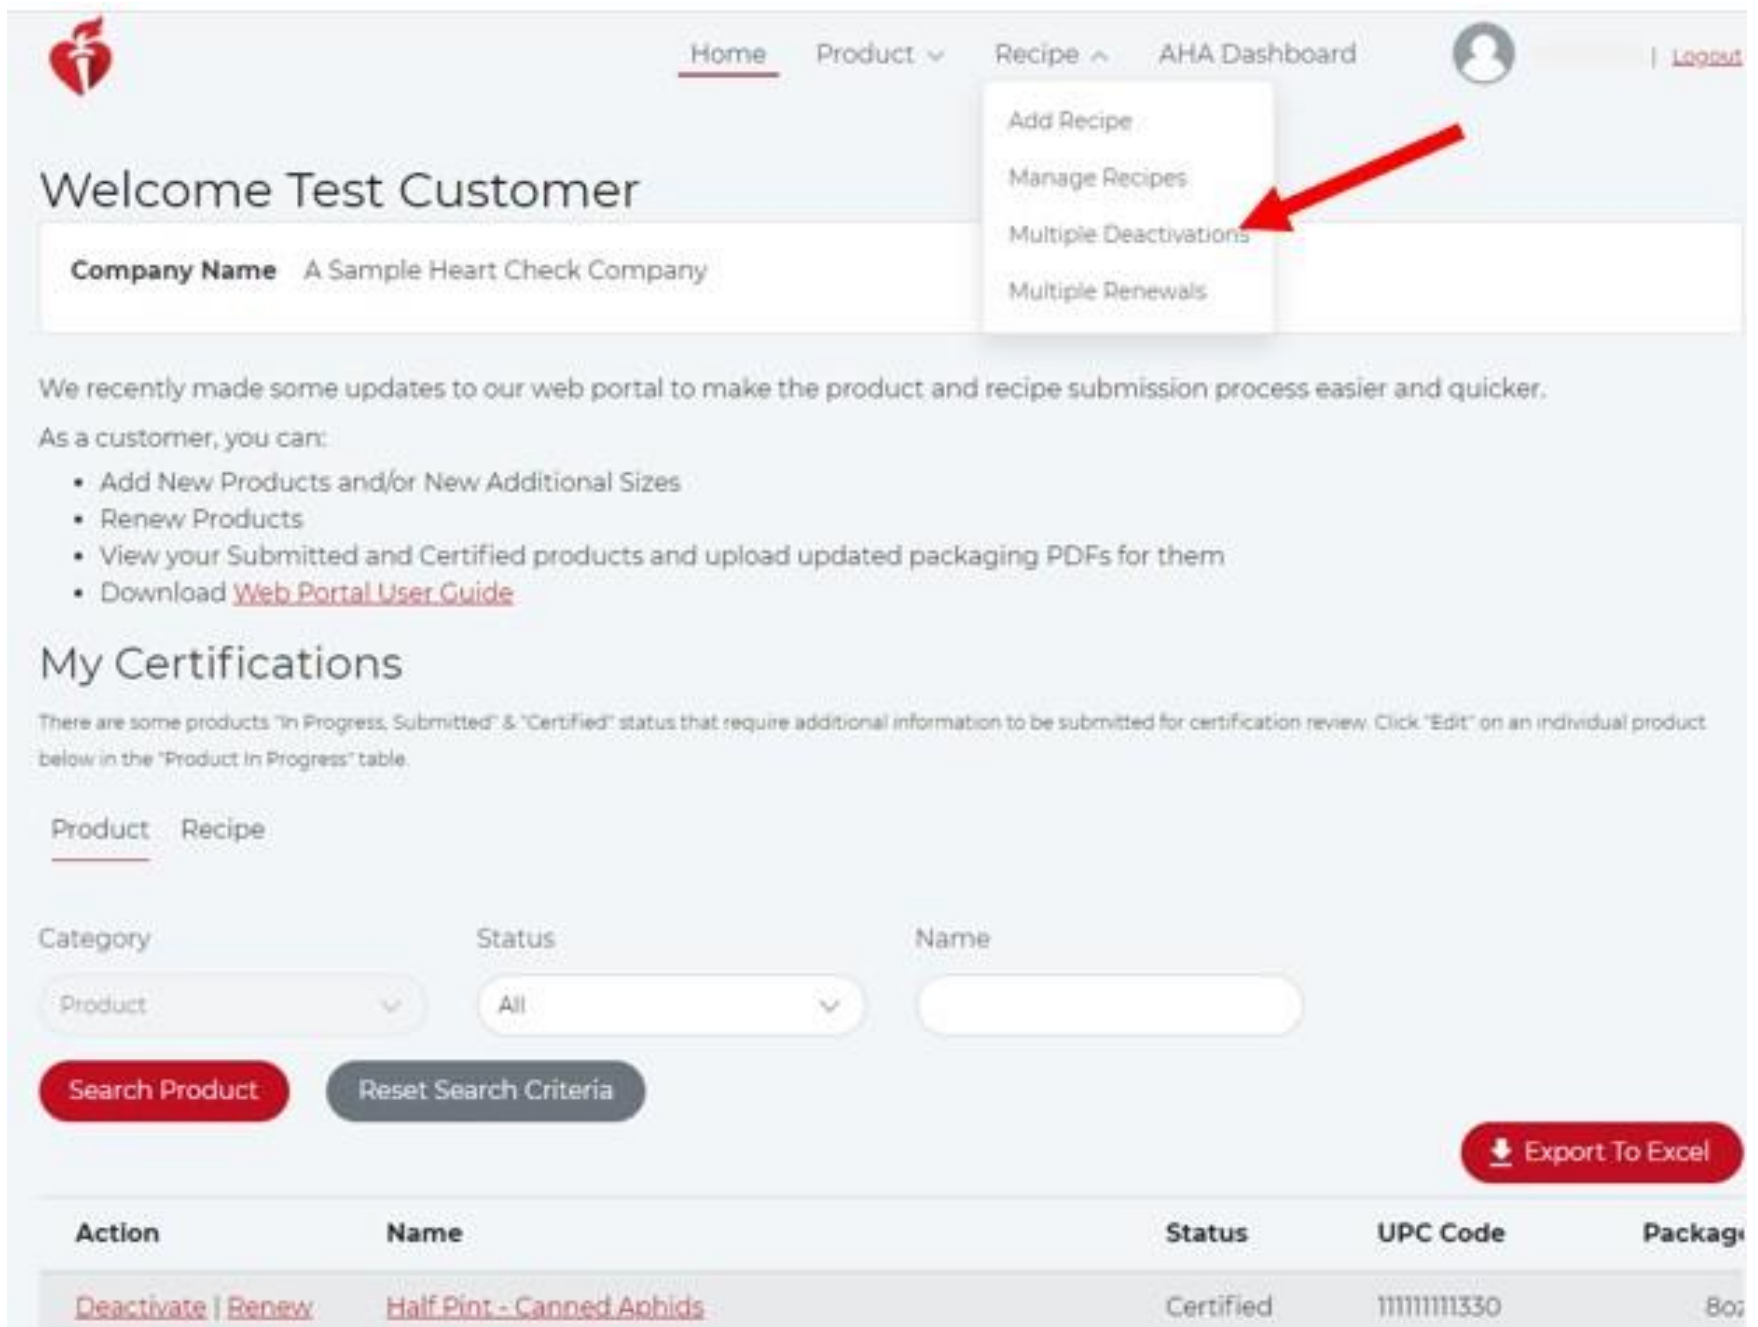 Home Product Recipe AHA Dashboard | Logout
Add Recipe
Manage Recipes
Multiple Deactivations
Multiple Renewals
Welcome Test Customer
Company Name A Sample Heart Check Company
We recently made some updates to our web portal to make the product and recipe submission process easier and quicker.
As a customer, you can:
• Add New Products and/or New Additional Sizes
• Renew Products
• View your Submitted and Certified products and upload updated packaging PDFs for them
• Download Web Portal User Guide
My Certifications
There are some products "In Progress, Submitted" & "Certified" status that require additional information to be submitted for certification review. Click "Edit" on an individual product
below in the "Product In Progress" table.
Product Recipe
Category Status Name
Product All
Search Product Reset Search Criteria
Export To Excel
Action Name Status UPC Code Package
Deactivate | Renew Half Pint - Canned Aphids Certified 111111111330 8oz